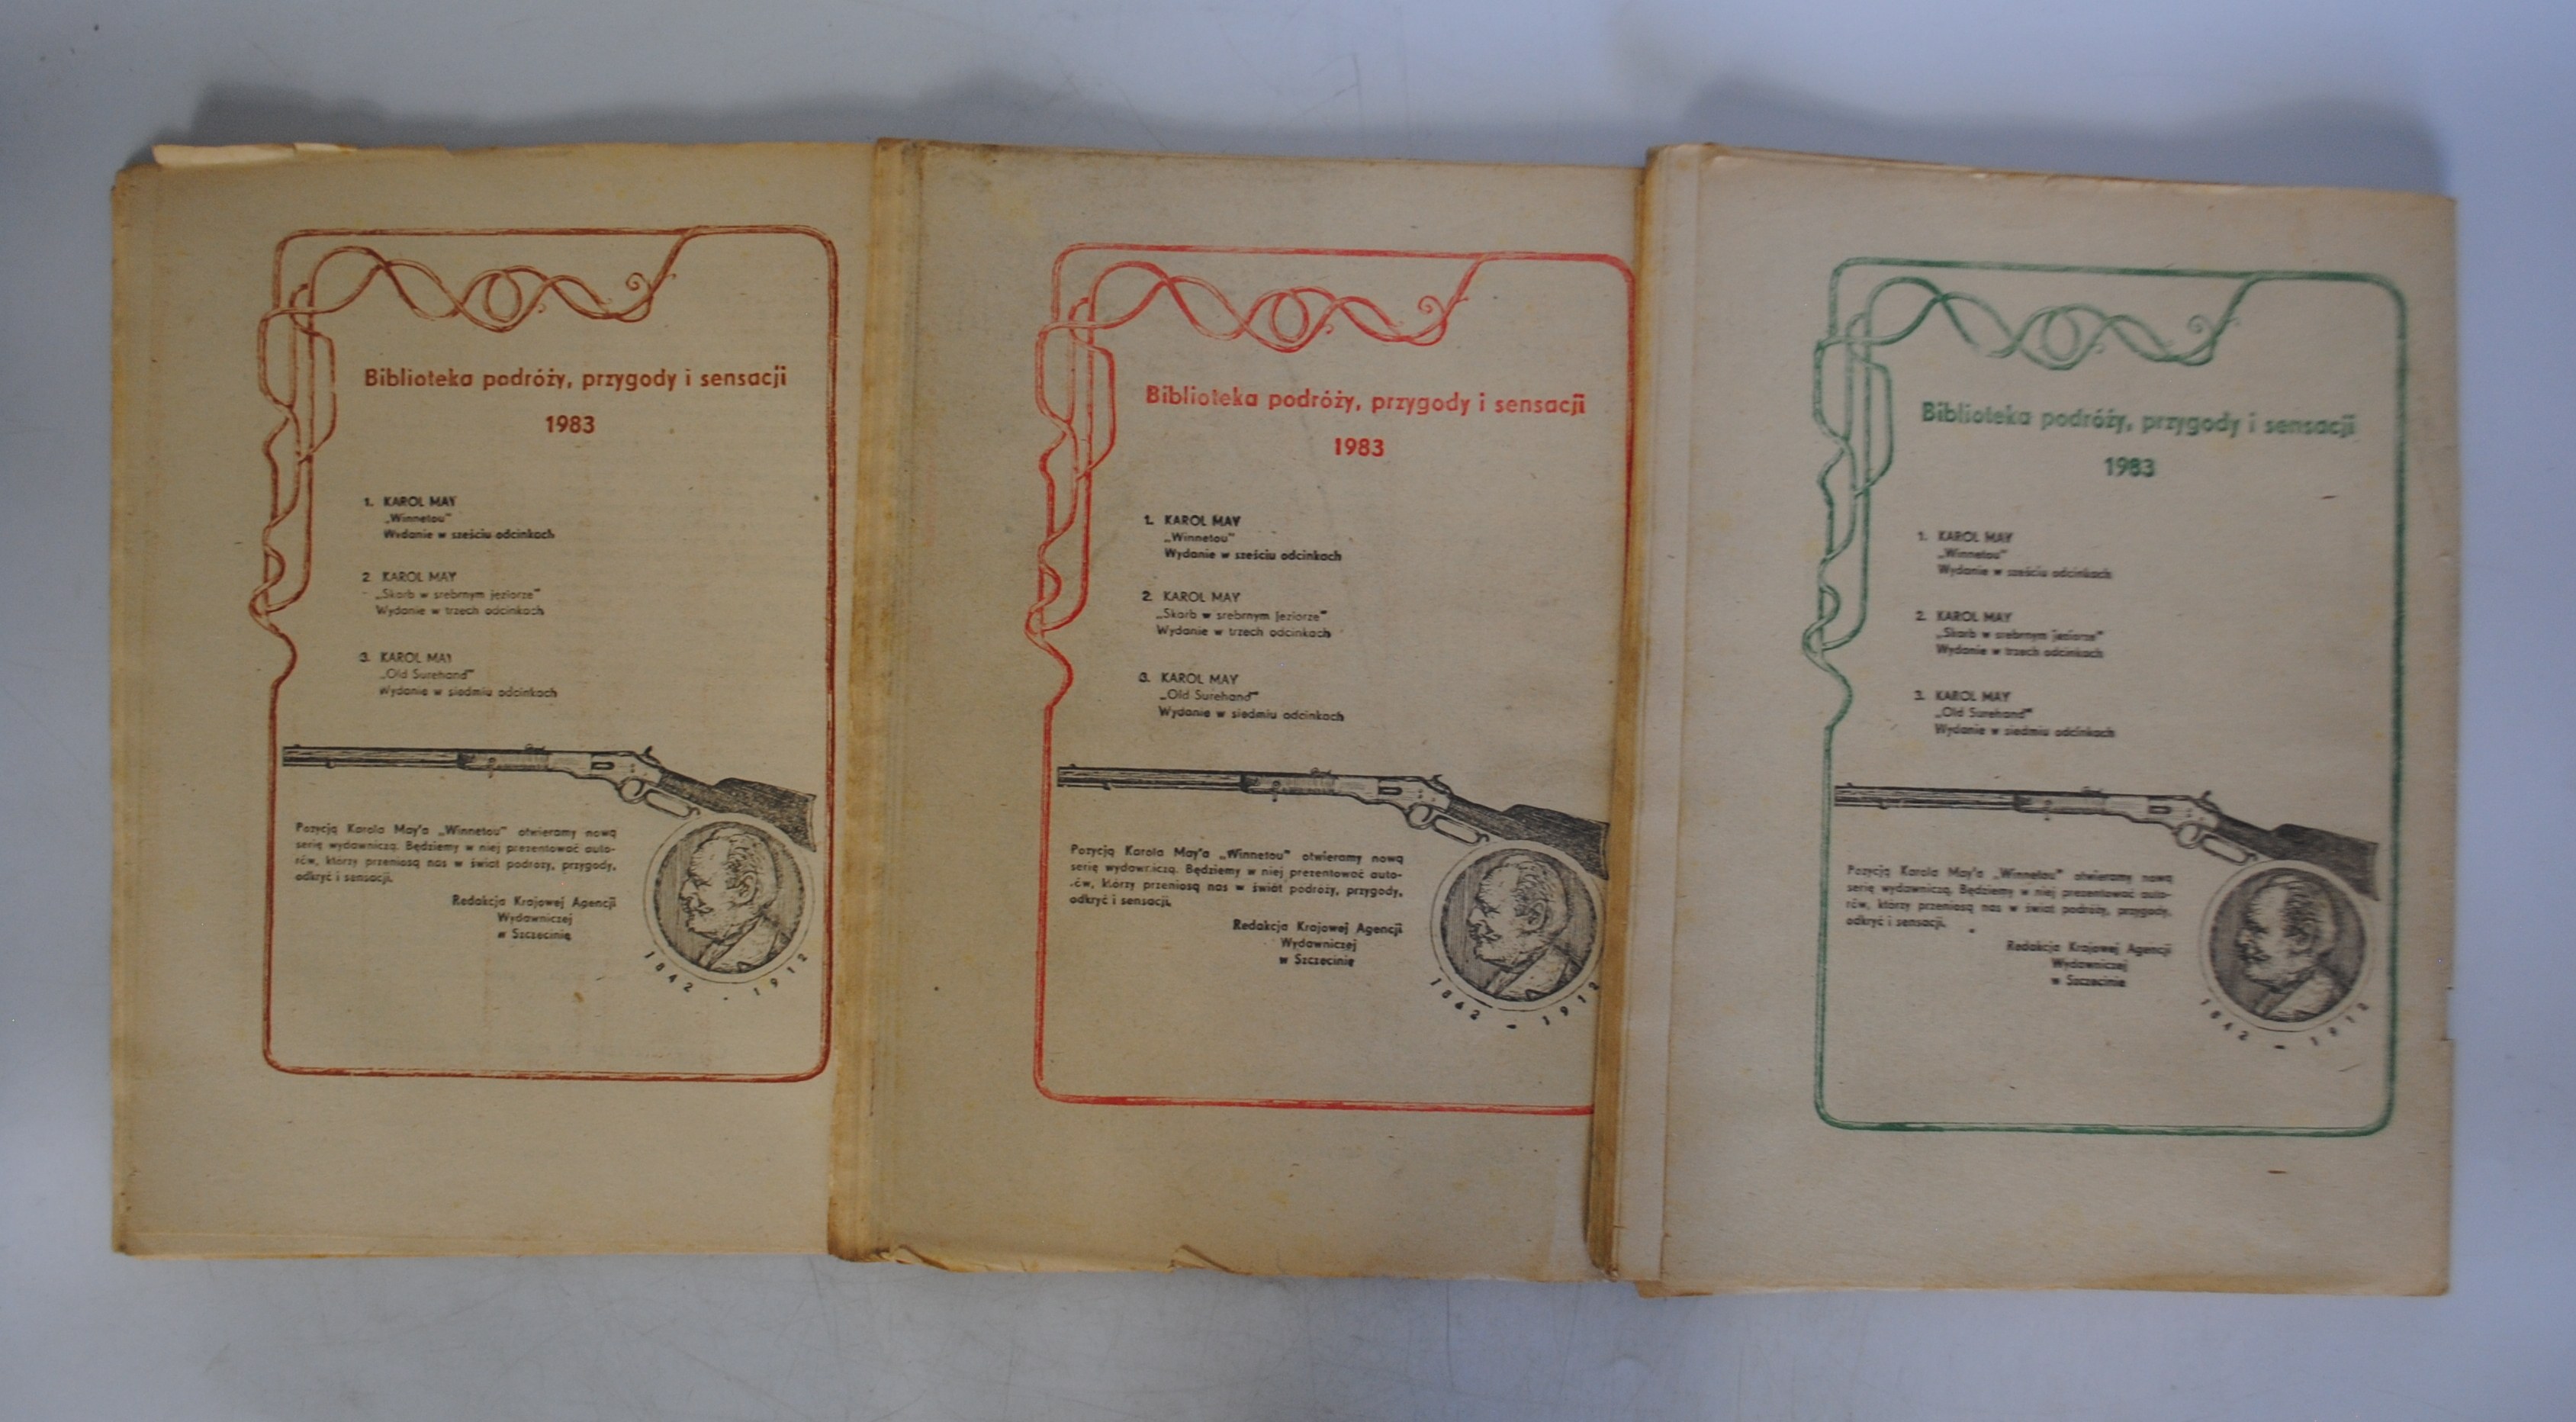 Biblioteka podróży, przygody i sensacji
1983
1. KAROL MAY
„Winnetou"
Wydanie w sześciu odcinkach
2 KAROL MAY
„Skarb w srebrnym jeziorze"
Wydanie w trzech odcinkach
3. KAROL MAY
„Old Surehand"
Wydanie w siedmiu odcinkach
Pozycją Karola May'a „Winnetou" otwieramy nową
serię wydawniczą. Będziemy w niej prezentować auto-
rów, którzy przeniosą nas w świat podróży, przygody,
odkryć i sensacji.
Redakcja Krajowej Agencji
Wydawniczej
w Szczecinie
1842 - 1912
Biblioteka podróży, przygody i sensacji
1983
1. KAROL MAY
„Winnetou"
Wydanie w sześciu odcinkach
2. KAROL MAY
„Skarb w srebrnym jeziorze"
Wydanie w trzech odcinkach
3. KAROL MAY
„Old Surehand"
Wydanie w siedmiu odcinkach
Pozycją Karola May'a „Winnetou" otwieramy nową
serię wydawniczą. Będziemy w niej prezentować auto-
rów, którzy przeniosą nas w świat podróży, przygody,
odkryć i sensacji.
Redakcja Krajowej Agencji
Wydawniczej
w Szczecinie
1842 - 1912
Biblioteka podróży, przygody i sensacji
1983
1. KAROL MAY
„Winnetou"
Wydanie w sześciu odcinkach
2. KAROL MAY
„Skarb w srebrnym jeziorze"
Wydanie w trzech odcinkach
3. KAROL MAY
„Old Surehand"
Wydanie w siedmiu odcinkach
Pozycją Karola May'a „Winnetou" otwieramy nową
serię wydawniczą. Będziemy w niej prezentować auto-
rów, którzy przeniosą nas w świat podróży, przygody,
odkryć i sensacji.
Redakcja Krajowej Agencji
Wydawniczej
w Szczecinie
1842 - 1912